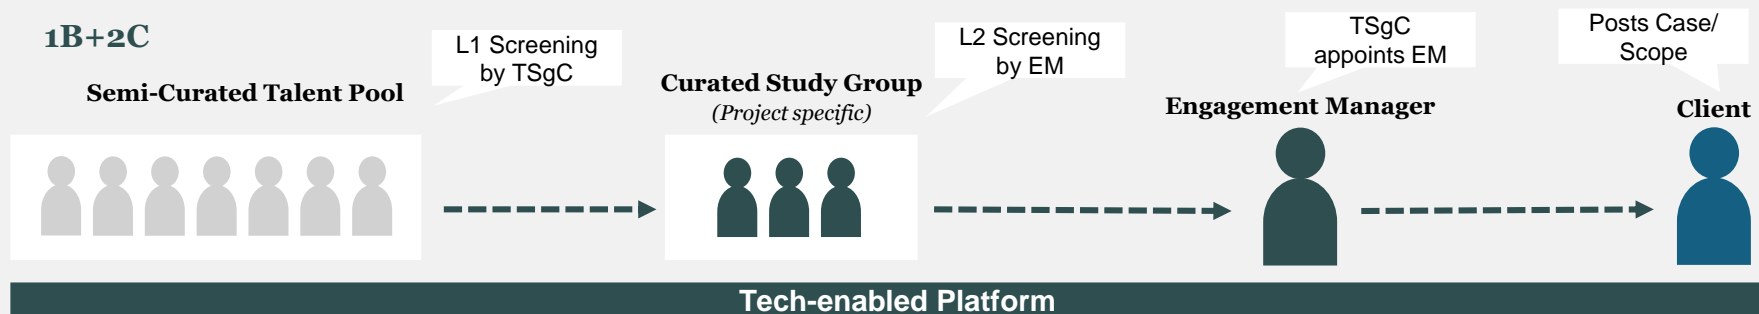 1B+2C
L1 Screening
by TSgC
L2 Screening
by EM
TSgC
appoints EM
Posts Case/
Scope
Semi-Curated Talent Pool
Curated Study Group
(Project specific)
Engagement Manager
Client
Tech-enabled Platform